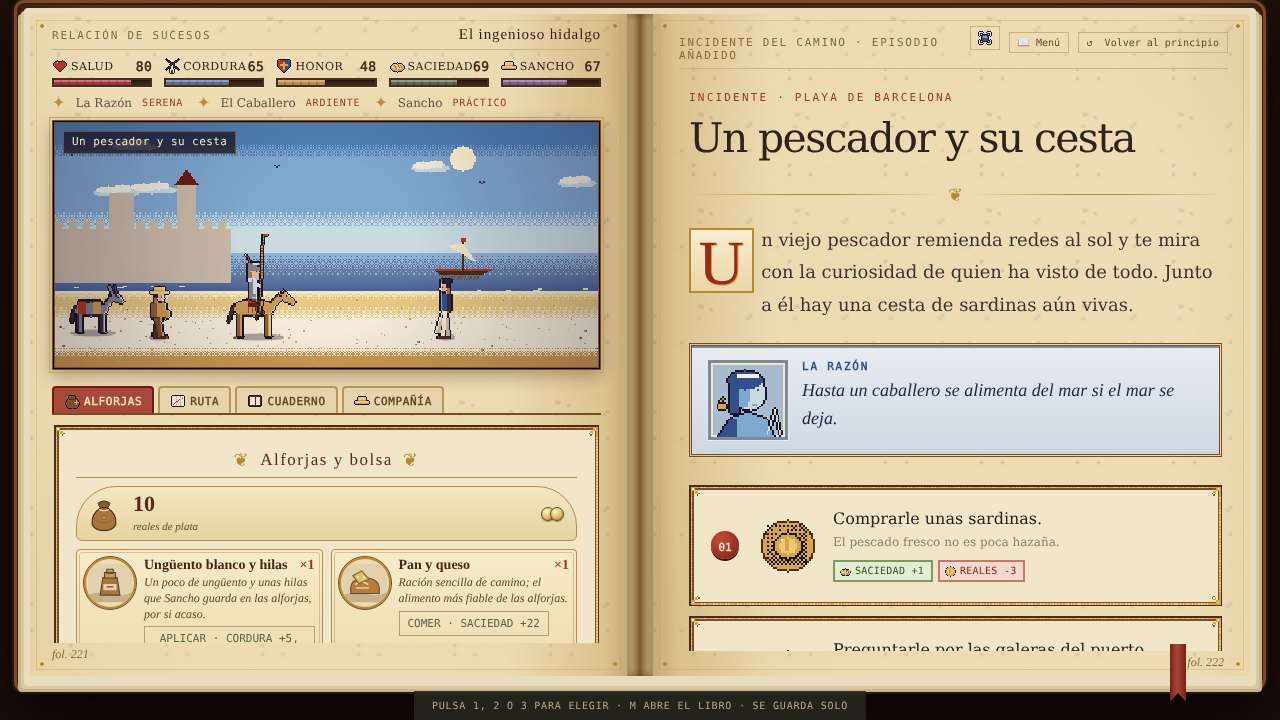 RELACIÓN DE SUCESOS
El ingenioso hidalgo
SALUD 80
CORDURA 65
HONOR 48
SACIEDAD 69
SANCHO 67
La Razón SERENA
El Caballero ARDIENTE
Sancho PRÁCTICO
Un pescador y su cesta
ALFORJAS
RUTA
CUADERNO
COMPAÑÍA
Alforjas y bolsa
10
reales de plata
Ungüento blanco y hilas ×1
Un poco de ungüento y unas hilas
que Sancho guarda en las alforjas,
por si acaso.
APLICAR · CORDURA +5,
Pan y queso ×1
Ración sencilla de camino; el
alimento más fiable de las alforjas.
COMER · SACIEDAD +22
fol. 221
INCIDENTE DEL CAMINO · EPISODIO
AÑADIDO
Menú
↺ Volver al principio
INCIDENTE · PLAYA DE BARCELONA
Un pescador y su cesta
Un viejo pescador remienda redes al sol y te mira
con la curiosidad de quien ha visto de todo. Junto
a él hay una cesta de sardinas aún vivas.
LA RAZÓN
Hasta un caballero se alimenta del mar si el mar se
deja.
01
Comprarle unas sardinas.
El pescado fresco no es poca hazaña.
SACIEDAD +1
REALES -3
Preguntarle por las galeras del puerto
fol. 222
PULSA 1, 2 O 3 PARA ELEGIR · M ABRE EL LIBRO · SE GUARDA SOLO